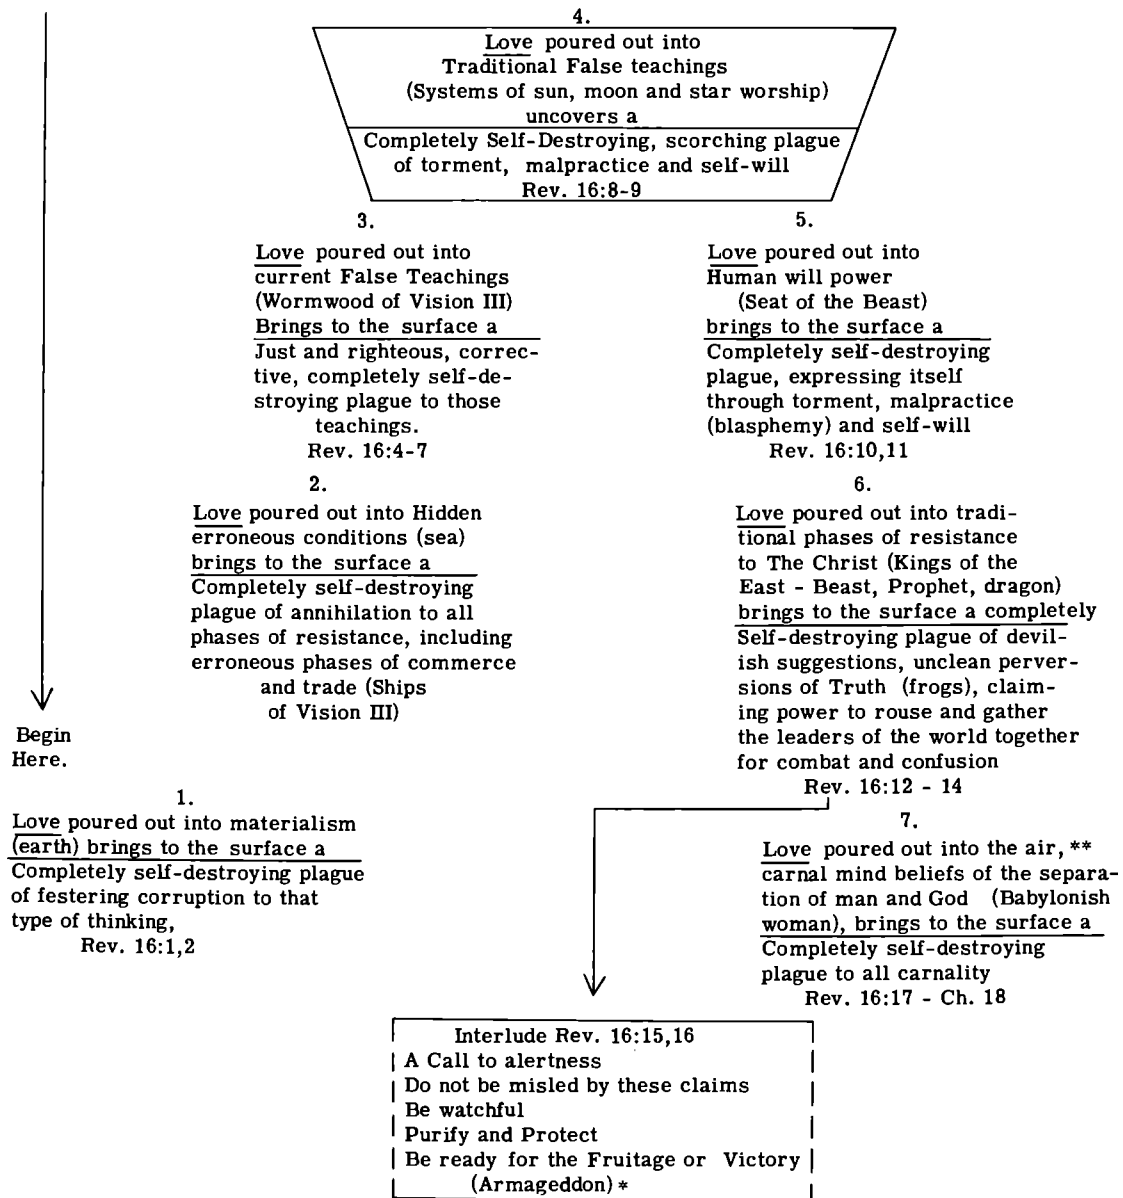 4.
Love poured out into
Traditional False teachings
(Systems of sun, moon and star worship)
uncovers a
Completely Self-Destroying, scorching plague
of torment, malpractice and self-will
Rev. 16:8-9
3.
Love poured out into
current False Teachings
(Wormwood of Vision III)
Brings to the surface a
Just and righteous, correc-
tive, completely self-de-
stroying plague to those
teachings.
Rev. 16:4-7
5.
Love poured out into
Human will power
(Seat of the Beast)
brings to the surface a
Completely self-destroying
plague, expressing itself
through torment, malpractice
(blasphemy) and self-will
Rev. 16:10,11
2.
Love poured out into Hidden
erroneous conditions (sea)
brings to the surface a
Completely self-destroying
plague of annihilation to all
phases of resistance, including
erroneous phases of commerce
and trade (Ships
of Vision III)
6.
Love poured out into tradi-
tional phases of resistance
to The Christ (Kings of the
East - Beast, Prophet, dragon)
brings to the surface a completely
Self-destroying plague of devil-
ish suggestions, unclean perver-
sions of Truth (frogs), claim-
ing power to rouse and gather
the leaders of the world together
for combat and confusion
Rev. 16:12 - 14
Begin
Here.
1.
Love poured out into materialism
(earth) brings to the surface a
Completely self-destroying plague
of festering corruption to that
type of thinking,
Rev. 16:1,2
7.
Love poured out into the air, **
carnal mind beliefs of the separa-
tion of man and God (Babylonish
woman), brings to the surface a
Completely self-destroying
plague to all carnality
Rev. 16:17 - Ch. 18
Interlude Rev. 16:15,16
A Call to alertness
Do not be misled by these claims
Be watchful
Purify and Protect
Be ready for the Fruitage or Victory
(Armageddon) *